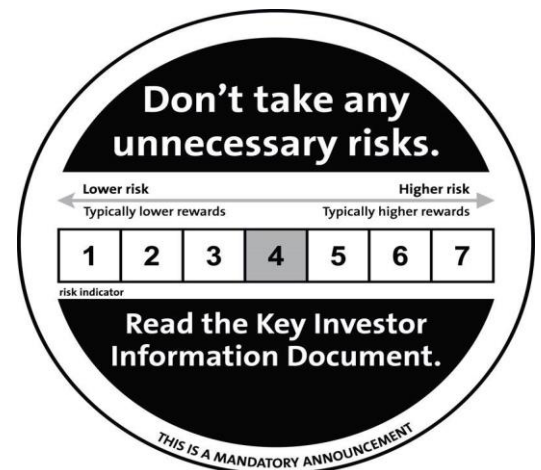 Don't take any
unnecessary risks.
Lower risk Higher risk
Typically lower rewards Typically higher rewards
1 2 3 4 5 6 7
risk indicator
Read the Key Investor
Information Document.
THIS IS A MANDATORY ANNOUNCEMENT